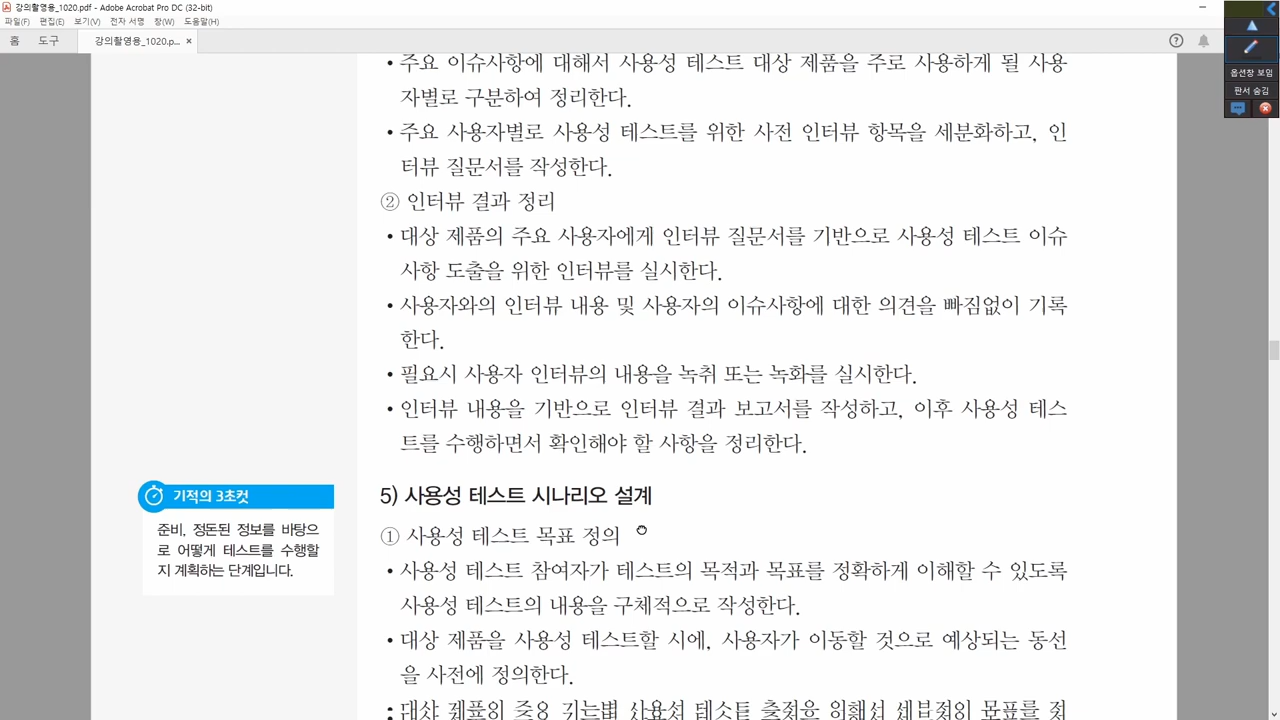 강의촬영용_1020.pdf - Adobe Acrobat Pro DC (32-bit)
파일(F) 편집(E) 보기(V) 전자 서명 창(W) 도움말(H)
홈 도구 강의촬영용_1020.p... ×
옵션창 보임
판서 숨김
• 주요 이슈사항에 대해서 사용성 테스트 대상 제품을 주로 사용하게 될 사용
자별로 구분하여 정리한다.
• 주요 사용자별로 사용성 테스트를 위한 사전 인터뷰 항목을 세분화하고, 인
터뷰 질문서를 작성한다.
② 인터뷰 결과 정리
• 대상 제품의 주요 사용자에게 인터뷰 질문서를 기반으로 사용성 테스트 이슈
사항 도출을 위한 인터뷰를 실시한다.
• 사용자와의 인터뷰 내용 및 사용자의 이슈사항에 대한 의견을 빠짐없이 기록
한다.
• 필요시 사용자 인터뷰의 내용을 녹취 또는 녹화를 실시한다.
• 인터뷰 내용을 기반으로 인터뷰 결과 보고서를 작성하고, 이후 사용성 테스
트를 수행하면서 확인해야 할 사항을 정리한다.
기적의 3초컷
준비, 정돈된 정보를 바탕으
로 어떻게 테스트를 수행할
지 계획하는 단계입니다.
5) 사용성 테스트 시나리오 설계
① 사용성 테스트 목표 정의
• 사용성 테스트 참여자가 테스트의 목적과 목표를 정확하게 이해할 수 있도록
사용성 테스트의 내용을 구체적으로 작성한다.
• 대상 제품을 사용성 테스트할 시에, 사용자가 이동할 것으로 예상되는 동선
을 사전에 정의한다.